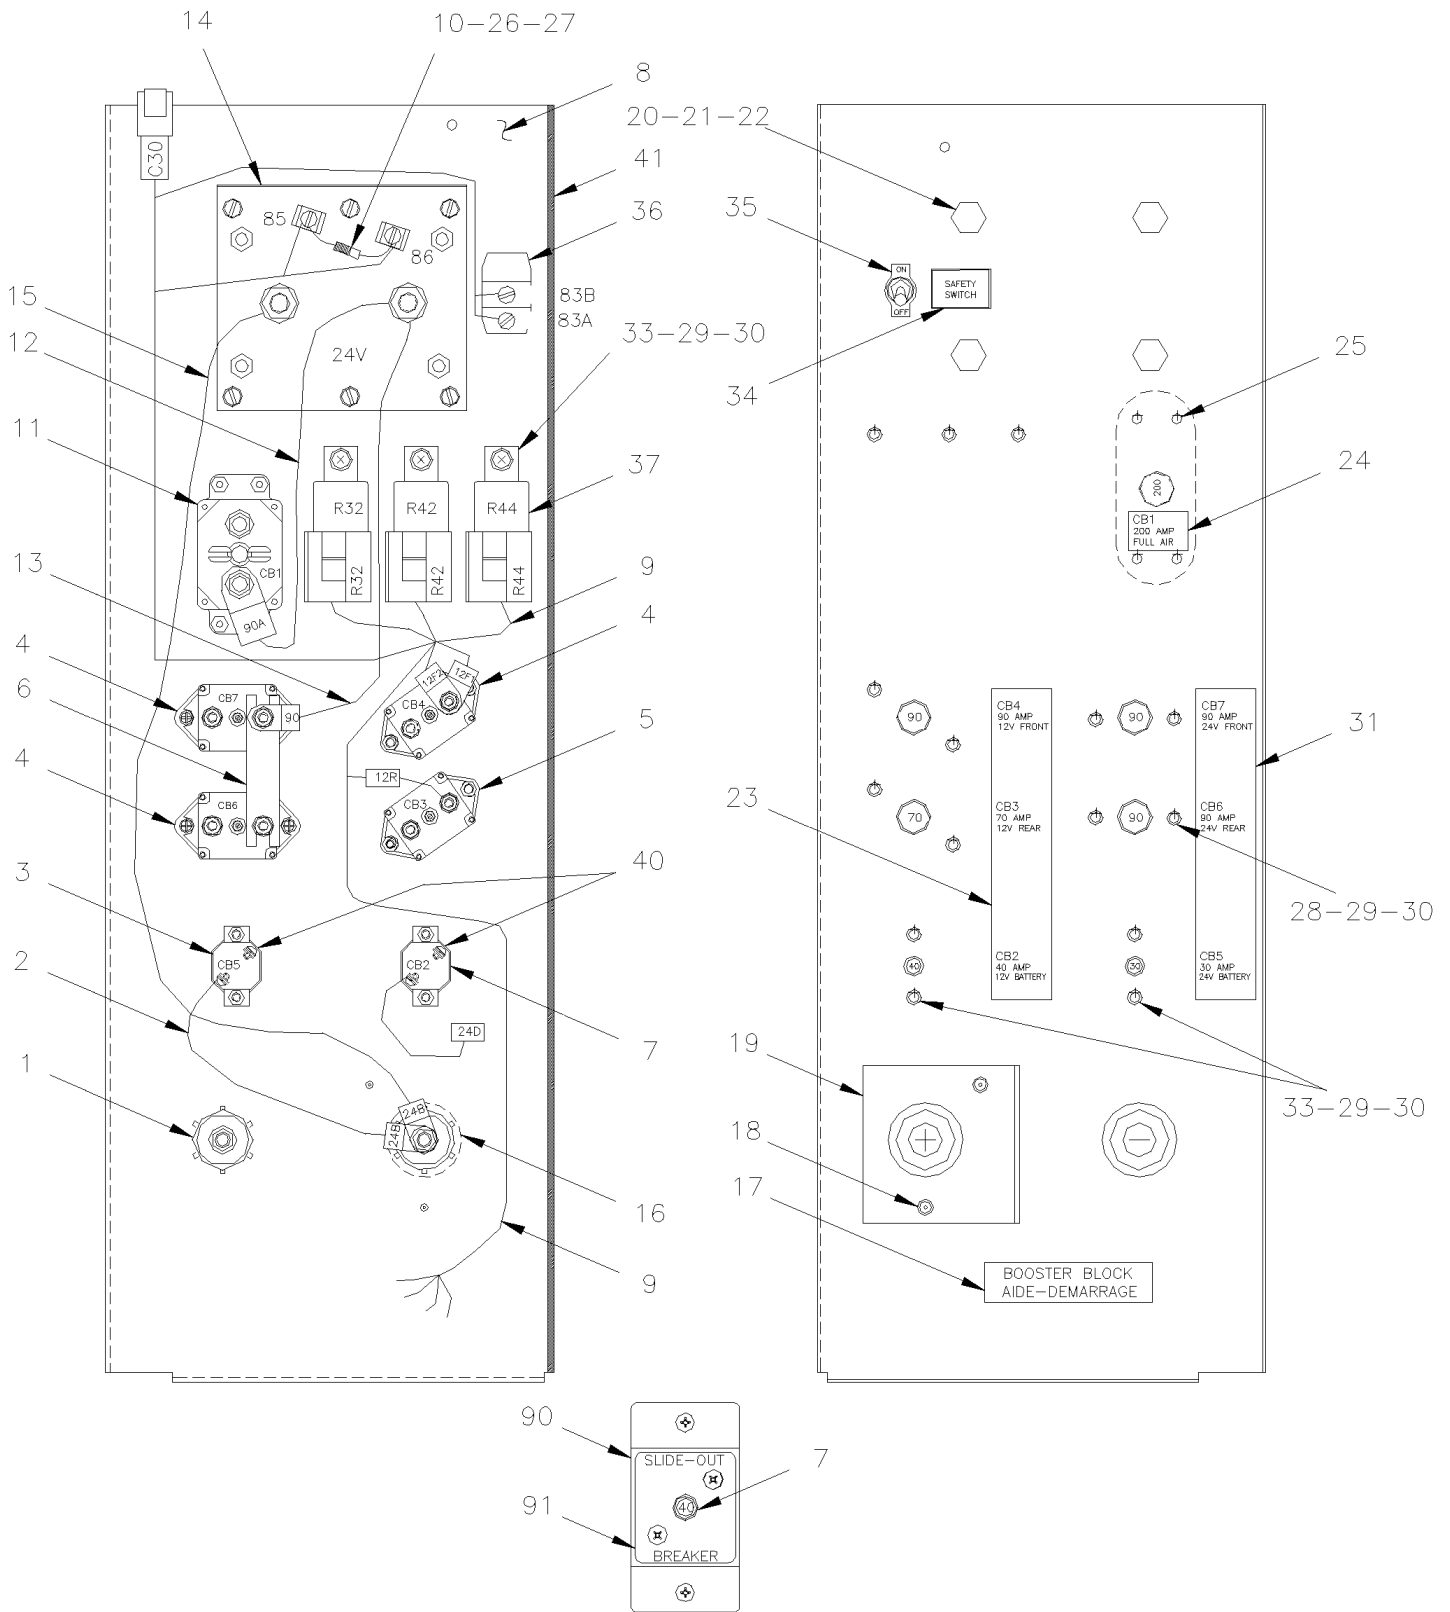 14
10-26-27
8
20-21-22
41
36
35
15
12
33-29-30
25
34
11
37
24
13
9
4
4
6
5
31
4
23
3
40
28-29-30
2
7
1
19
33-29-30
18
16
17
9
C30
85
86
83B
83A
24V
R32
R42
R44
R32
R42
R44
CB1
90A
CB7
90
12F2
12F1
CB4
12R
CB6
CB3
CB5
CB2
24D
24B
24B
ON
OFF
SAFETY
SWITCH
200
CB1
200 AMP
FULL AIR
90
CB4
90 AMP
12V FRONT
90
CB7
90 AMP
24V FRONT
70
CB3
70 AMP
12V REAR
90
CB6
90 AMP
24V REAR
40
CB2
40 AMP
12V BATTERY
30
CB5
30 AMP
24V BATTERY
+
−
BOOSTER BLOCK
AIDE-DEMARRAGE
90
SLIDE-OUT
7
40
91
BREAKER